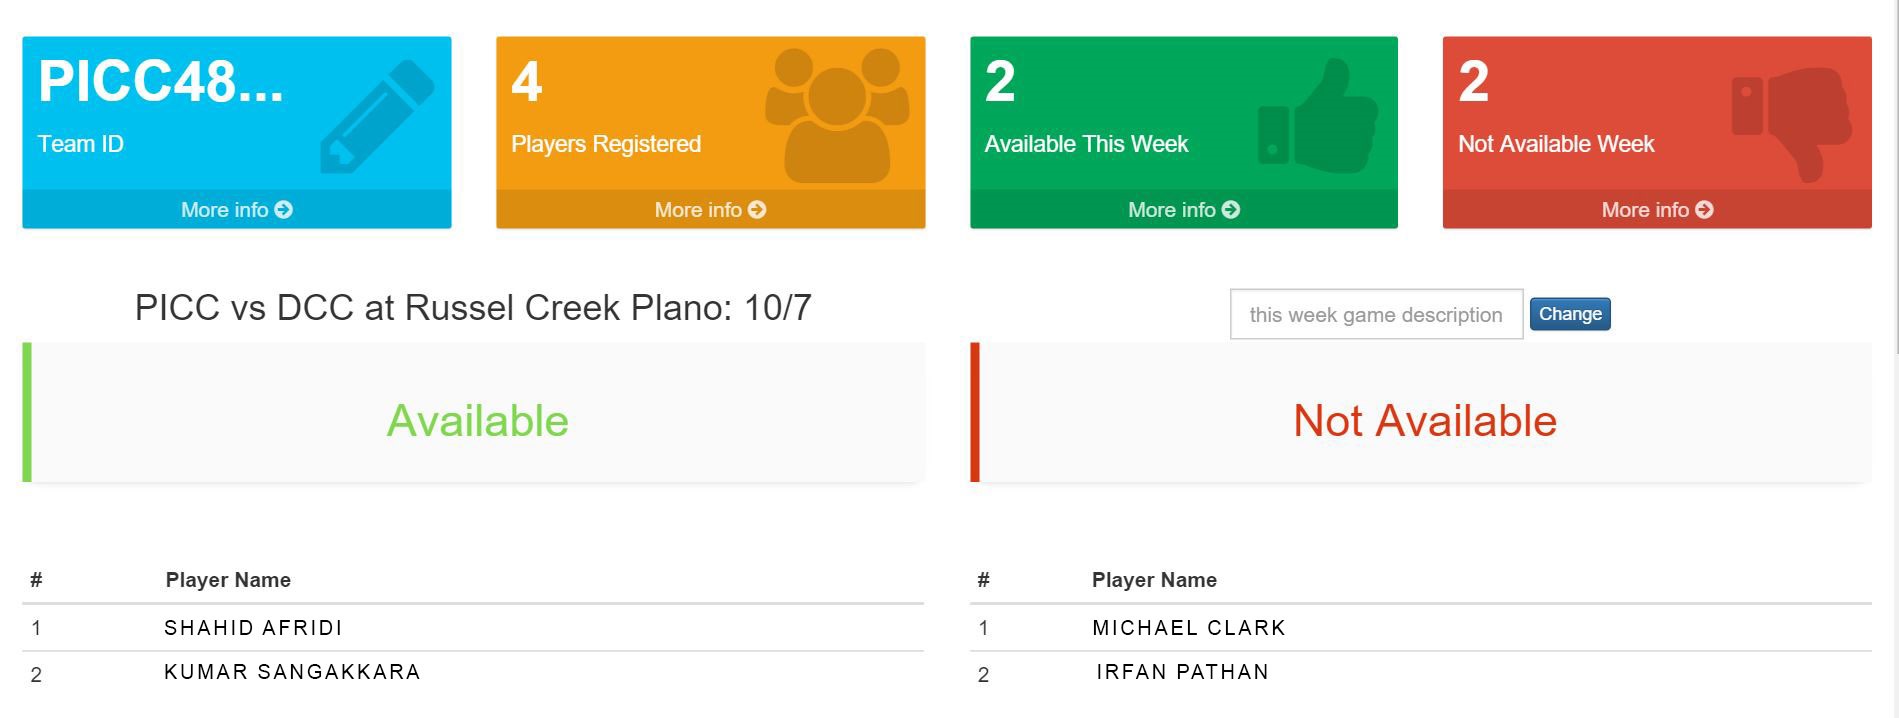 PICC48...
Team ID
More info
4
Players Registered
More info
2
Available This Week
More info
2
Not Available Week
More info
PICC vs DCC at Russel Creek Plano: 10/7
this week game description
Change
Available
Not Available
# Player Name
1 SHAHID AFRIDI
2 KUMAR SANGAKKARA
# Player Name
1 MICHAEL CLARK
2 IRFAN PATHAN